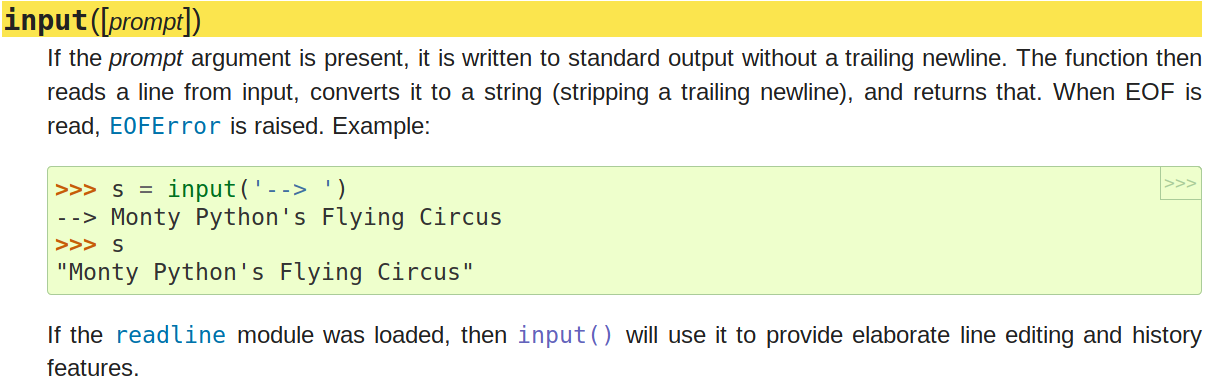 input([prompt])
If the prompt argument is present, it is written to standard output without a trailing newline. The function then
reads a line from input, converts it to a string (stripping a trailing newline), and returns that. When EOF is
read, EOFError is raised. Example:
>>> s = input('--> ')
>>>
--> Monty Python's Flying Circus
>>> s
"Monty Python's Flying Circus"
If the readline module was loaded, then input() will use it to provide elaborate line editing and history
features.